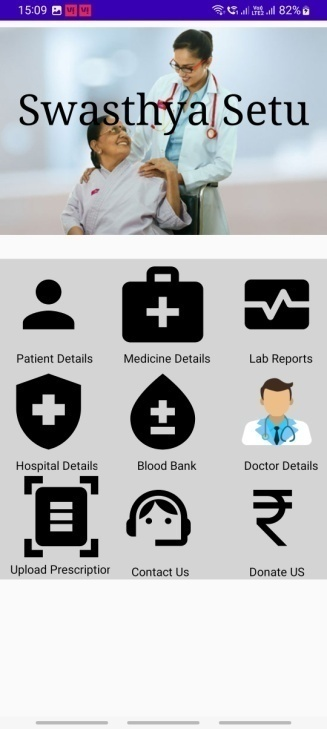 15:09 82%
Swasthya Setu
Patient Details Medicine Details Lab Reports
Hospital Details Blood Bank Doctor Details
Upload Prescription Contact Us Donate US